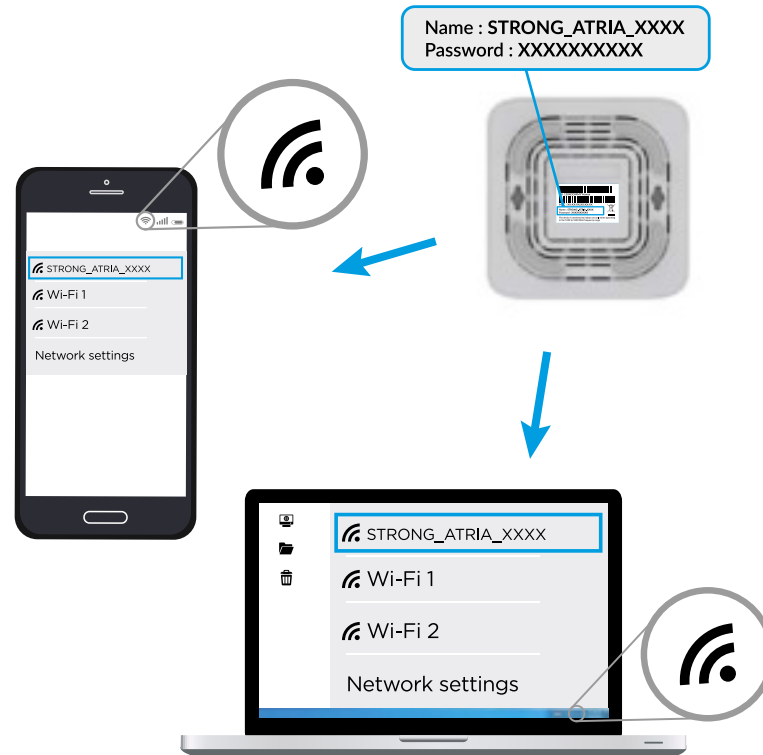 Name : STRONG_ATRIA_XXXX
Password : XXXXXXXXXX
STRONG_ATRIA_XXXX
Wi-Fi 1
Wi-Fi 2
Network settings
STRONG_ATRIA_XXXX
Wi-Fi 1
Wi-Fi 2
Network settings